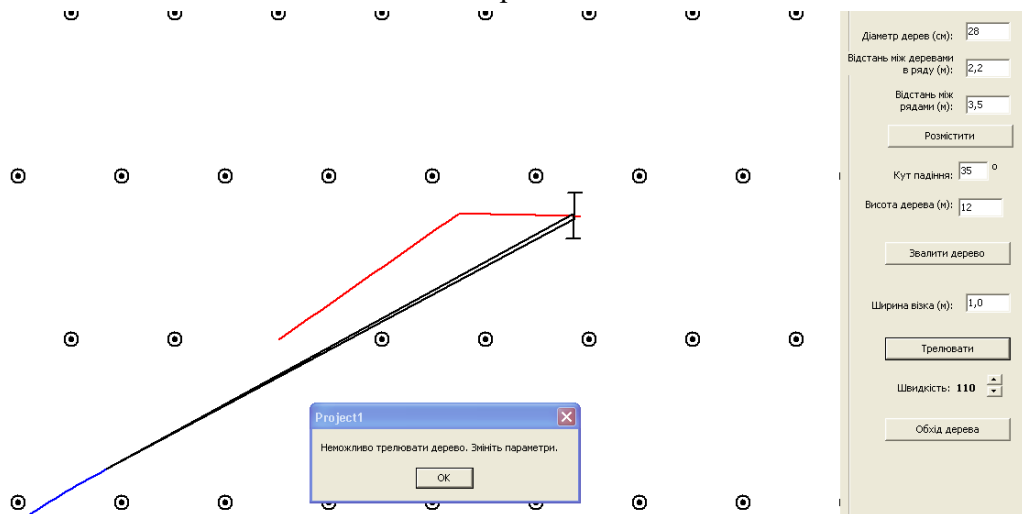 Діаметр дерев (см): 28
Відстань між деревами
в ряду (м): 2,2
Відстань між
рядами (м): 3,5
Розмістити
Кут падіння: 35 °
Висота дерева (м): 12
Звалити дерево
Ширина візка (м): 1,0
Трелювати
Швидкість: 110
Обхід дерева
Project1
Неможливо трелювати дерево. Змініть параметри.
OK